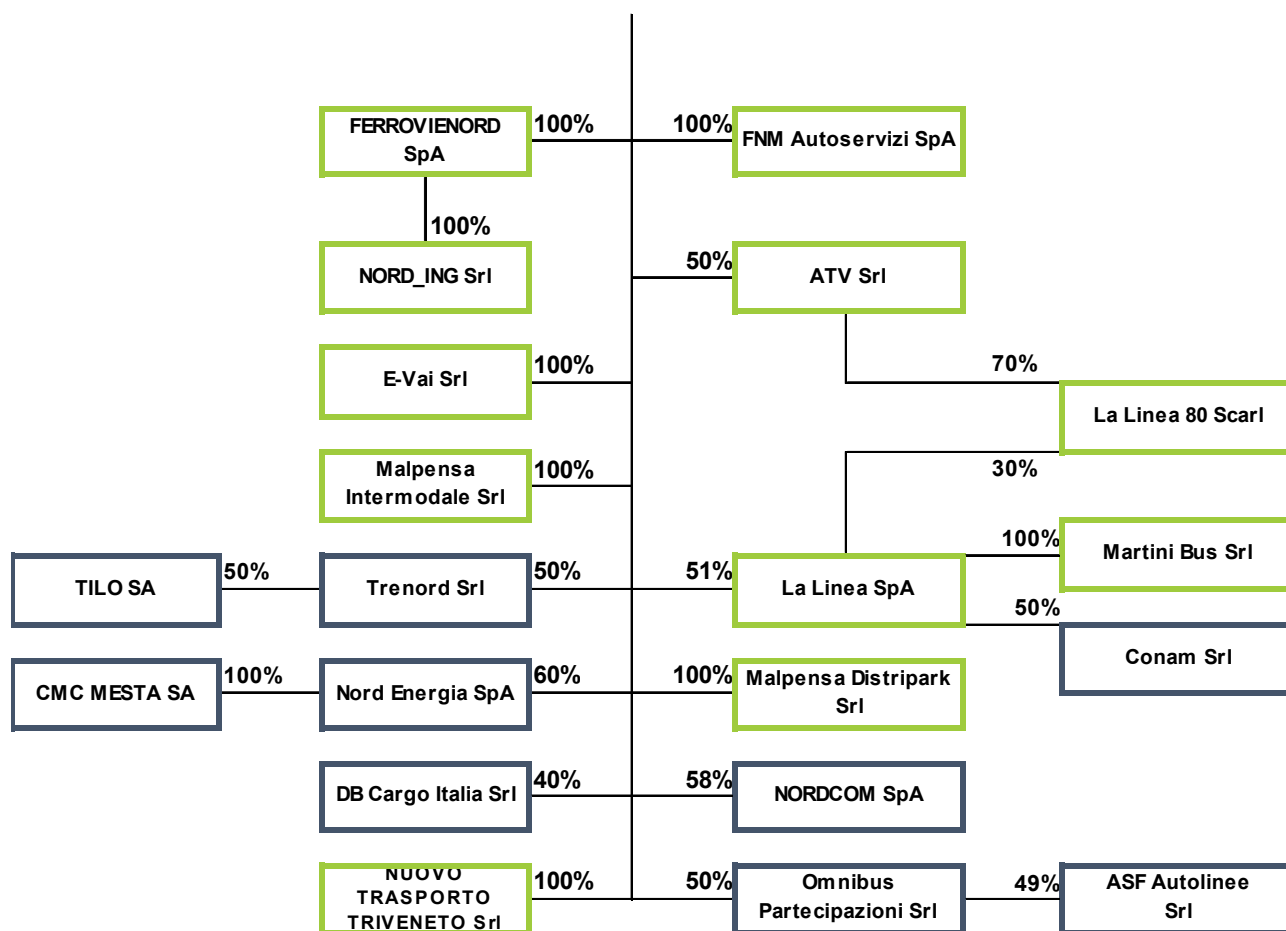 FERROVIENORD
SpA
100%
100%
FNM Autoservizi SpA
100%
NORD_ING Srl
50%
ATV Srl
E-Vai Srl
100%
70%
La Linea 80 Scarl
30%
Malpensa
Intermodale Srl
100%
TILO SA
50%
Trenord Srl
50%
51%
La Linea SpA
100%
Martini Bus Srl
50%
Conam Srl
CMC MESTA SA
100%
Nord Energia SpA
60%
100%
Malpensa Distripark
Srl
DB Cargo Italia Srl
40%
58%
NORDCOM SpA
NUOVO
TRASPORTO
TRIVENETO Srl
100%
50%
Omnibus
Partecipazioni Srl
49%
ASF Autolinee
Srl